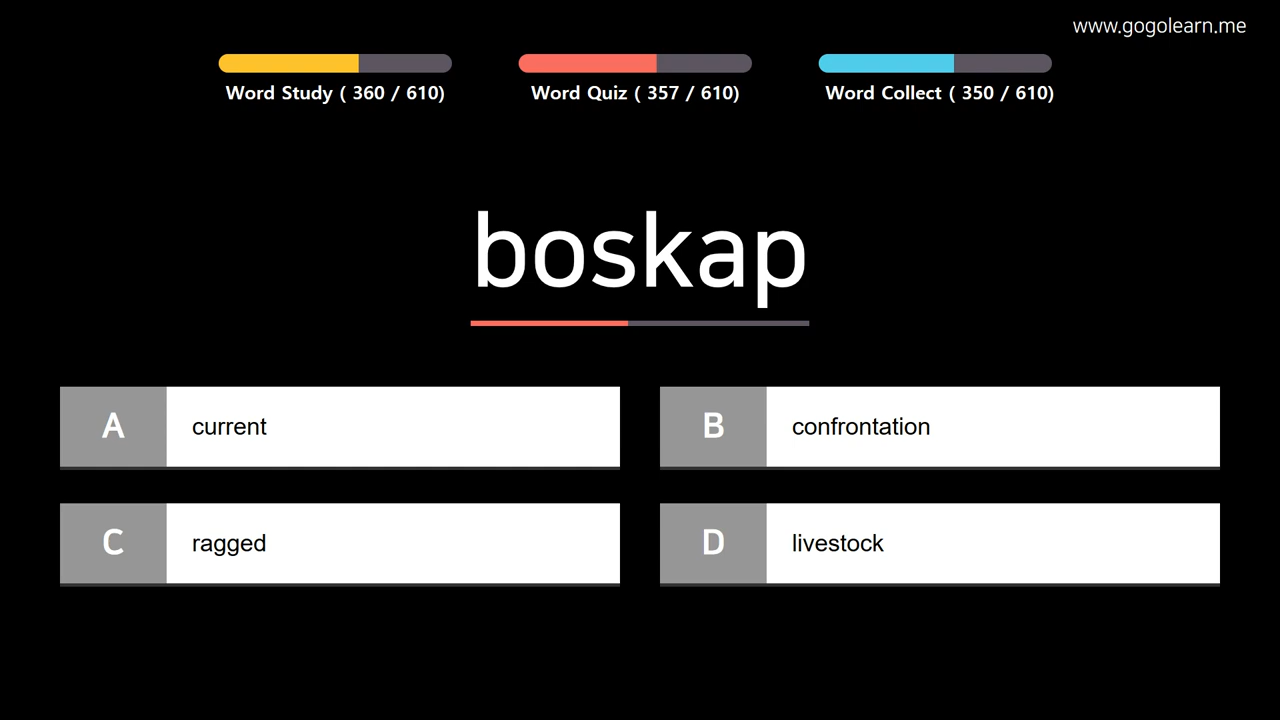 www.gogolearn.me
Word Study ( 360 / 610)
Word Quiz ( 357 / 610)
Word Collect ( 350 / 610)
boskap
A current
B confrontation
C ragged
D livestock